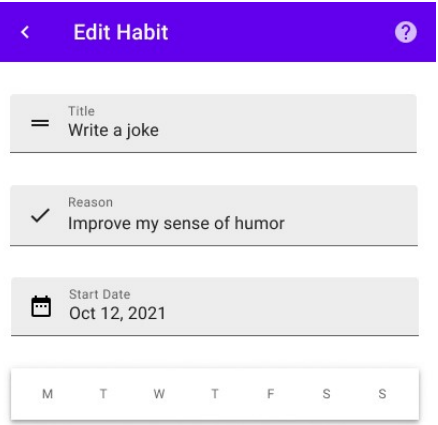 Edit Habit
?
Title
Write a joke
Reason
Improve my sense of humor
Start Date
Oct 12, 2021
M T W T F S S